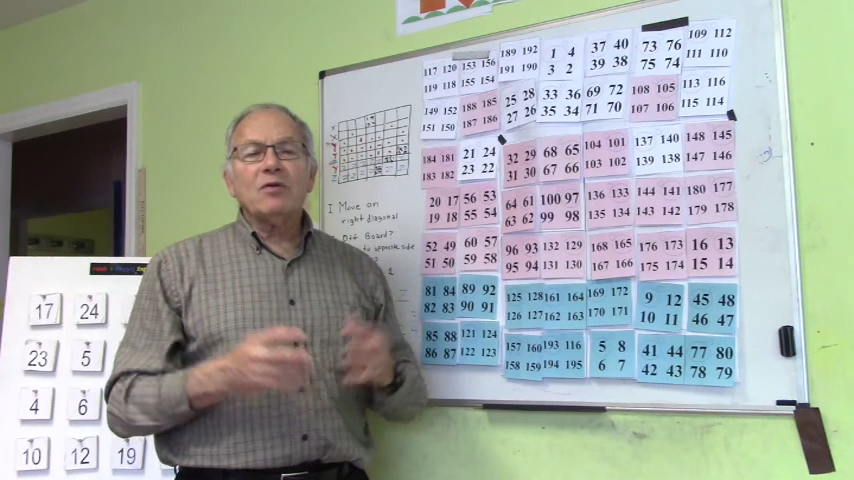 117 120 153 156 189 192 1 4 37 40 73 76 109 112
119 118 155 154 191 190 3 2 39 38 75 74 111 110
149 152 188 185 25 28 33 36 69 72 108 105 113 116
151 150 187 186 27 26 35 34 71 70 107 106 115 114
184 181 21 24 32 29 68 65 104 101 137 140 148 145
183 182 23 22 31 30 67 66 103 102 139 138 147 146
20 17 56 53 64 61 100 97 136 133 144 141 180 177
19 18 55 54 63 62 99 98 135 134 143 142 179 178
52 49 60 57 96 93 132 129 168 165 176 173 16 13
51 50 59 58 95 94 131 130 167 166 175 174 15 14
81 84 89 92 125 128 161 164 169 172 9 12 45 48
82 83 90 91 126 127 162 163 170 171 10 11 46 47
85 88 121 124 157 160 193 116 5 8 41 44 77 80
86 87 122 123 158 159 194 195 6 7 42 43 78 79
I Move on
right diagonal
Off Board?
to opposite side
17 24
23 5
4 6
10 12 19